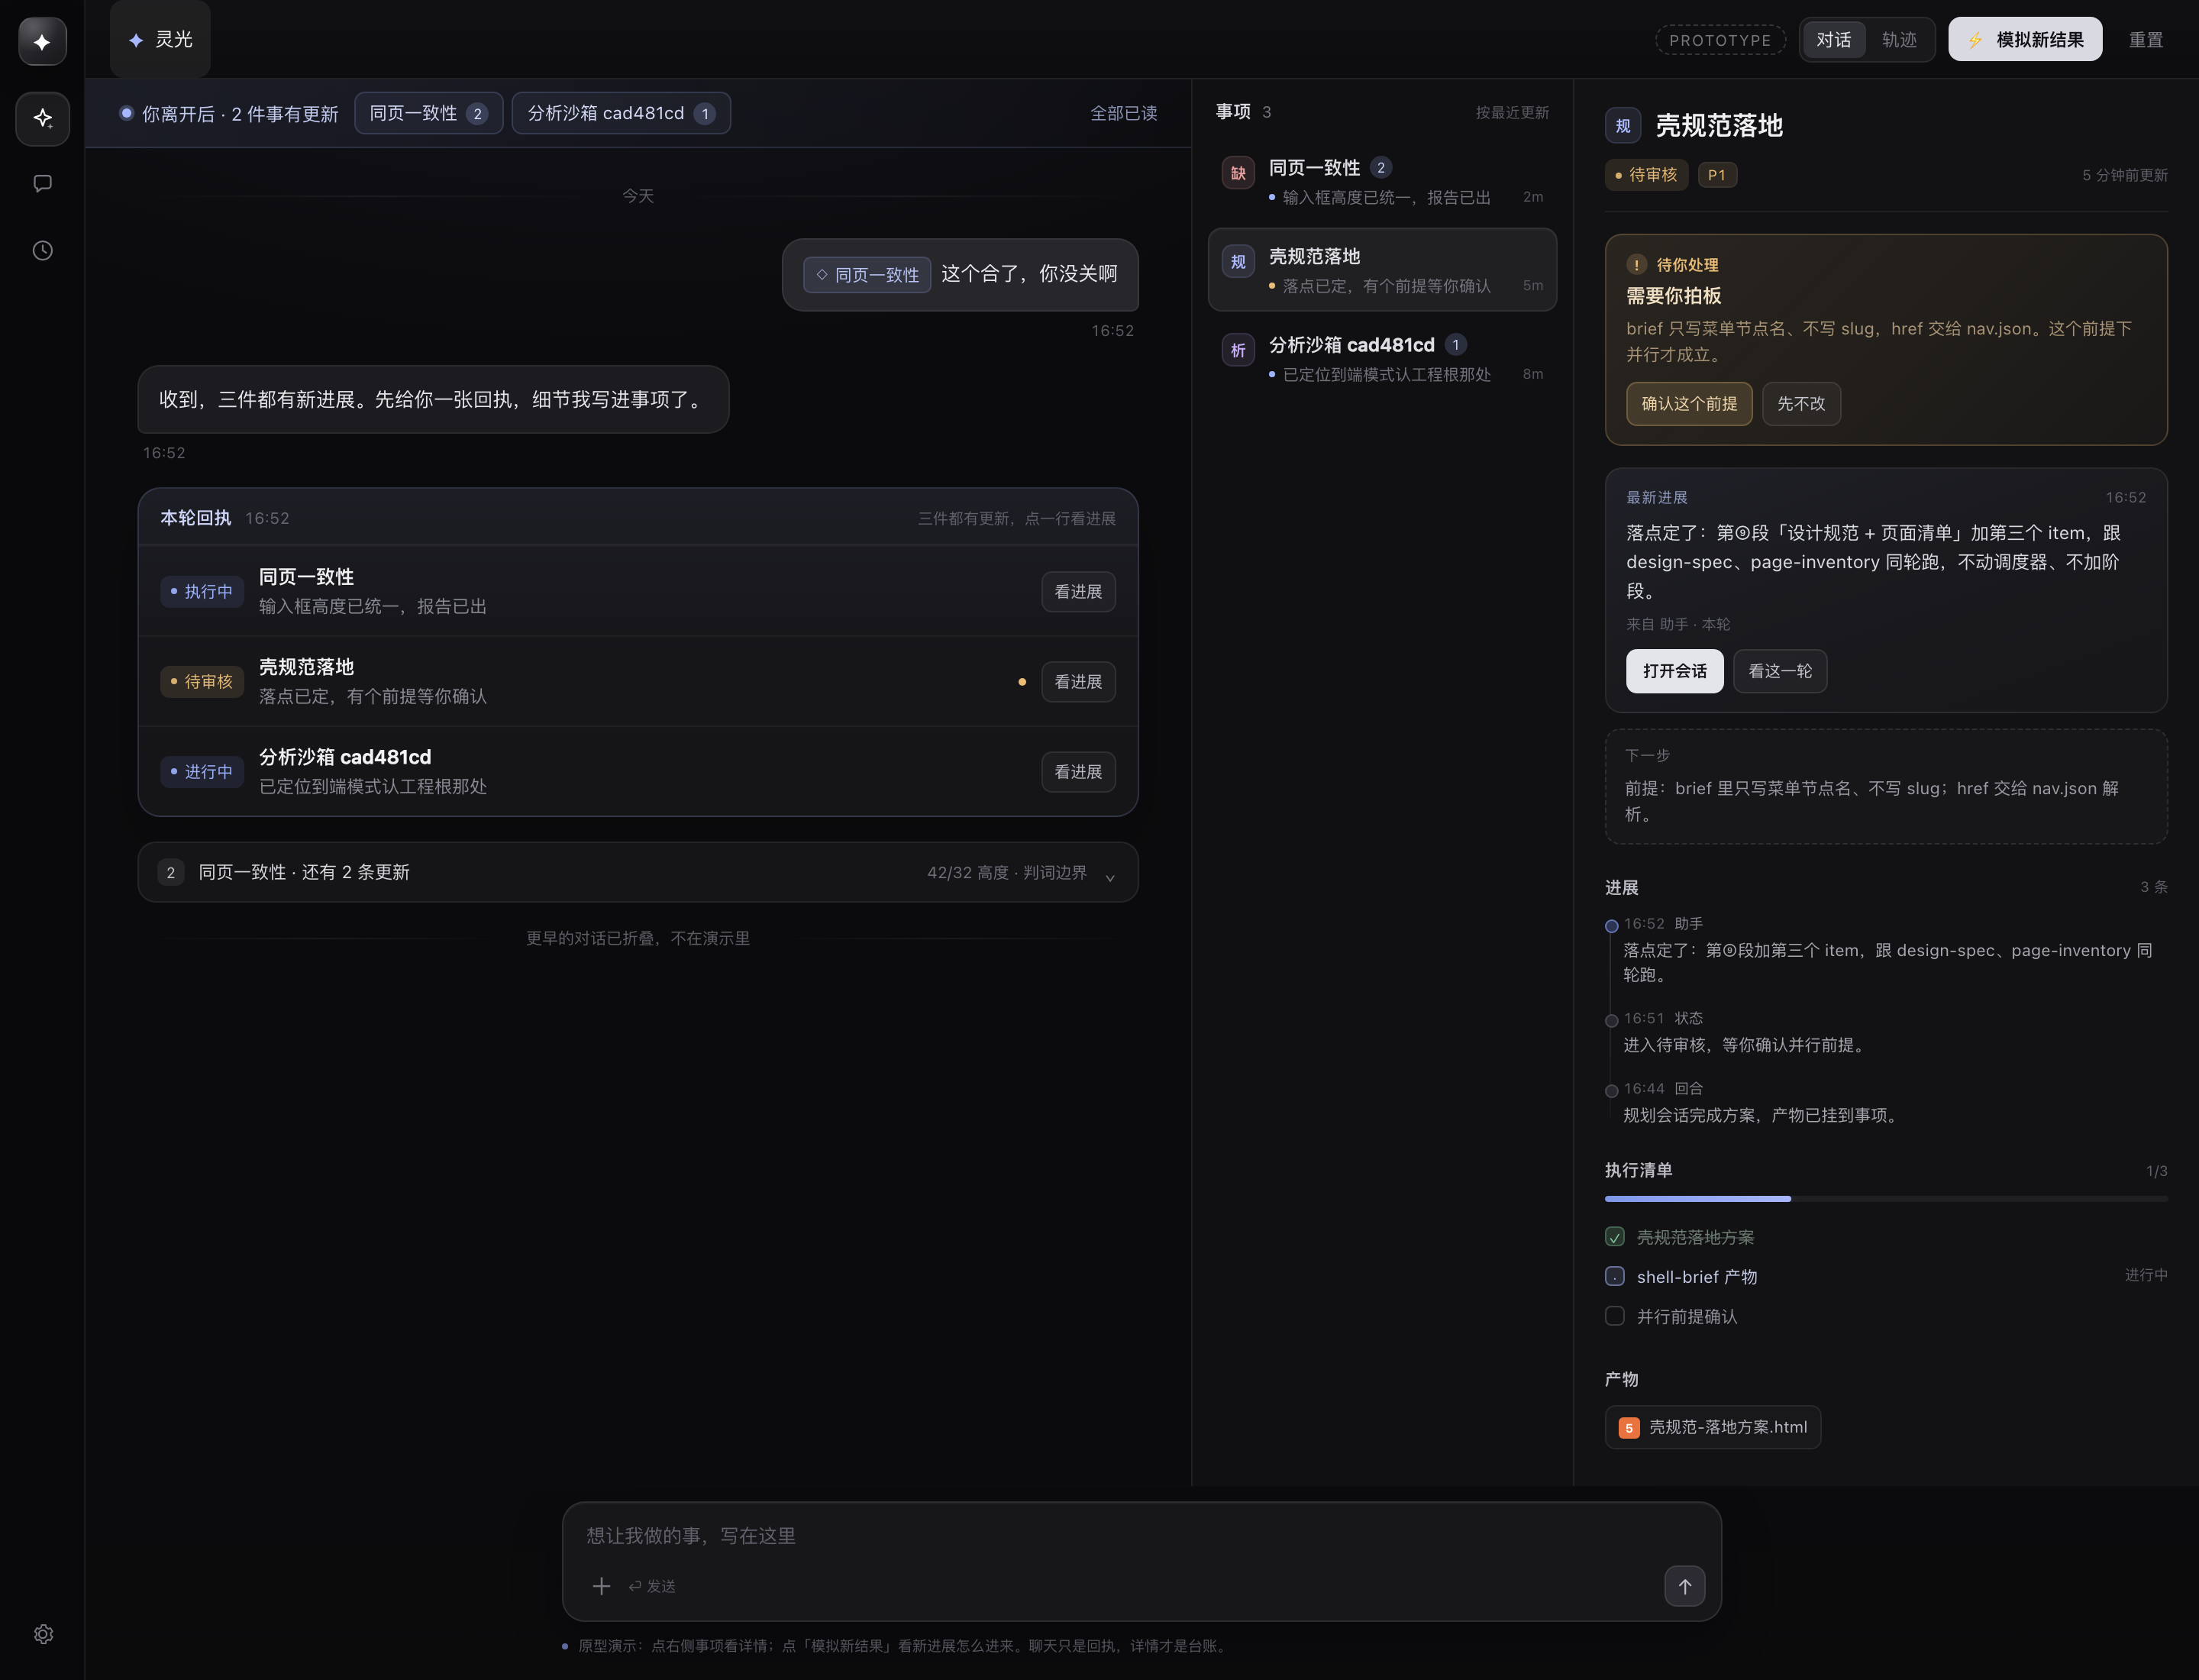 灵光
PROTOTYPE
对话
轨迹
模拟新结果
重置
你离开后 · 2 件事有更新
同页一致性 2
分析沙箱 cad481cd 1
全部已读
今天
◇ 同页一致性 这个合了，你没关啊
16:52
收到，三件都有新进展。先给你一张回执，细节我写进事项了。
16:52
本轮回执 16:52
三件都有更新，点一行看进展
执行中
同页一致性
输入框高度已统一，报告已出
看进展
待审核
壳规范落地
落点已定，有个前提等你确认
看进展
进行中
分析沙箱 cad481cd
已定位到端模式认工程根那处
看进展
2 同页一致性 · 还有 2 条更新
42/32 高度 · 判词边界
更早的对话已折叠，不在演示里
事项 3
按最近更新
缺
同页一致性 2
输入框高度已统一，报告已出 2m
规
壳规范落地
落点已定，有个前提等你确认 5m
析
分析沙箱 cad481cd 1
已定位到端模式认工程根那处 8m
规 壳规范落地
待审核 P1
5 分钟前更新
! 待你处理
需要你拍板
brief 只写菜单节点名、不写 slug，href 交给 nav.json。这个前提下
并行才成立。
确认这个前提
先不改
最新进展
16:52
落点定了：第⑨段「设计规范 + 页面清单」加第三个 item，跟
design-spec、page-inventory 同轮跑，不动调度器、不加阶
段。
来自 助手 · 本轮
打开会话
看这一轮
下一步
前提：brief 里只写菜单节点名、不写 slug；href 交给 nav.json 解
析。
进展
3 条
16:52 助手
落点定了：第⑨段加第三个 item，跟 design-spec、page-inventory 同
轮跑。
16:51 状态
进入待审核，等你确认并行前提。
16:44 回合
规划会话完成方案，产物已挂到事项。
执行清单
1/3
壳规范落地方案
shell-brief 产物
进行中
并行前提确认
产物
5 壳规范-落地方案.html
想让我做的事，写在这里
发送
原型演示：点右侧事项看详情；点「模拟新结果」看新进展怎么进来。聊天只是回执，详情才是台账。